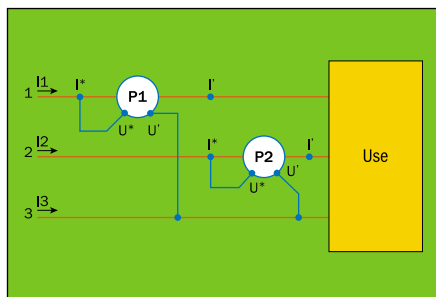 I1 I* I'
1 P1
U* U'
I2 I* I'
2 P2 Use
U'
U*
I3
3